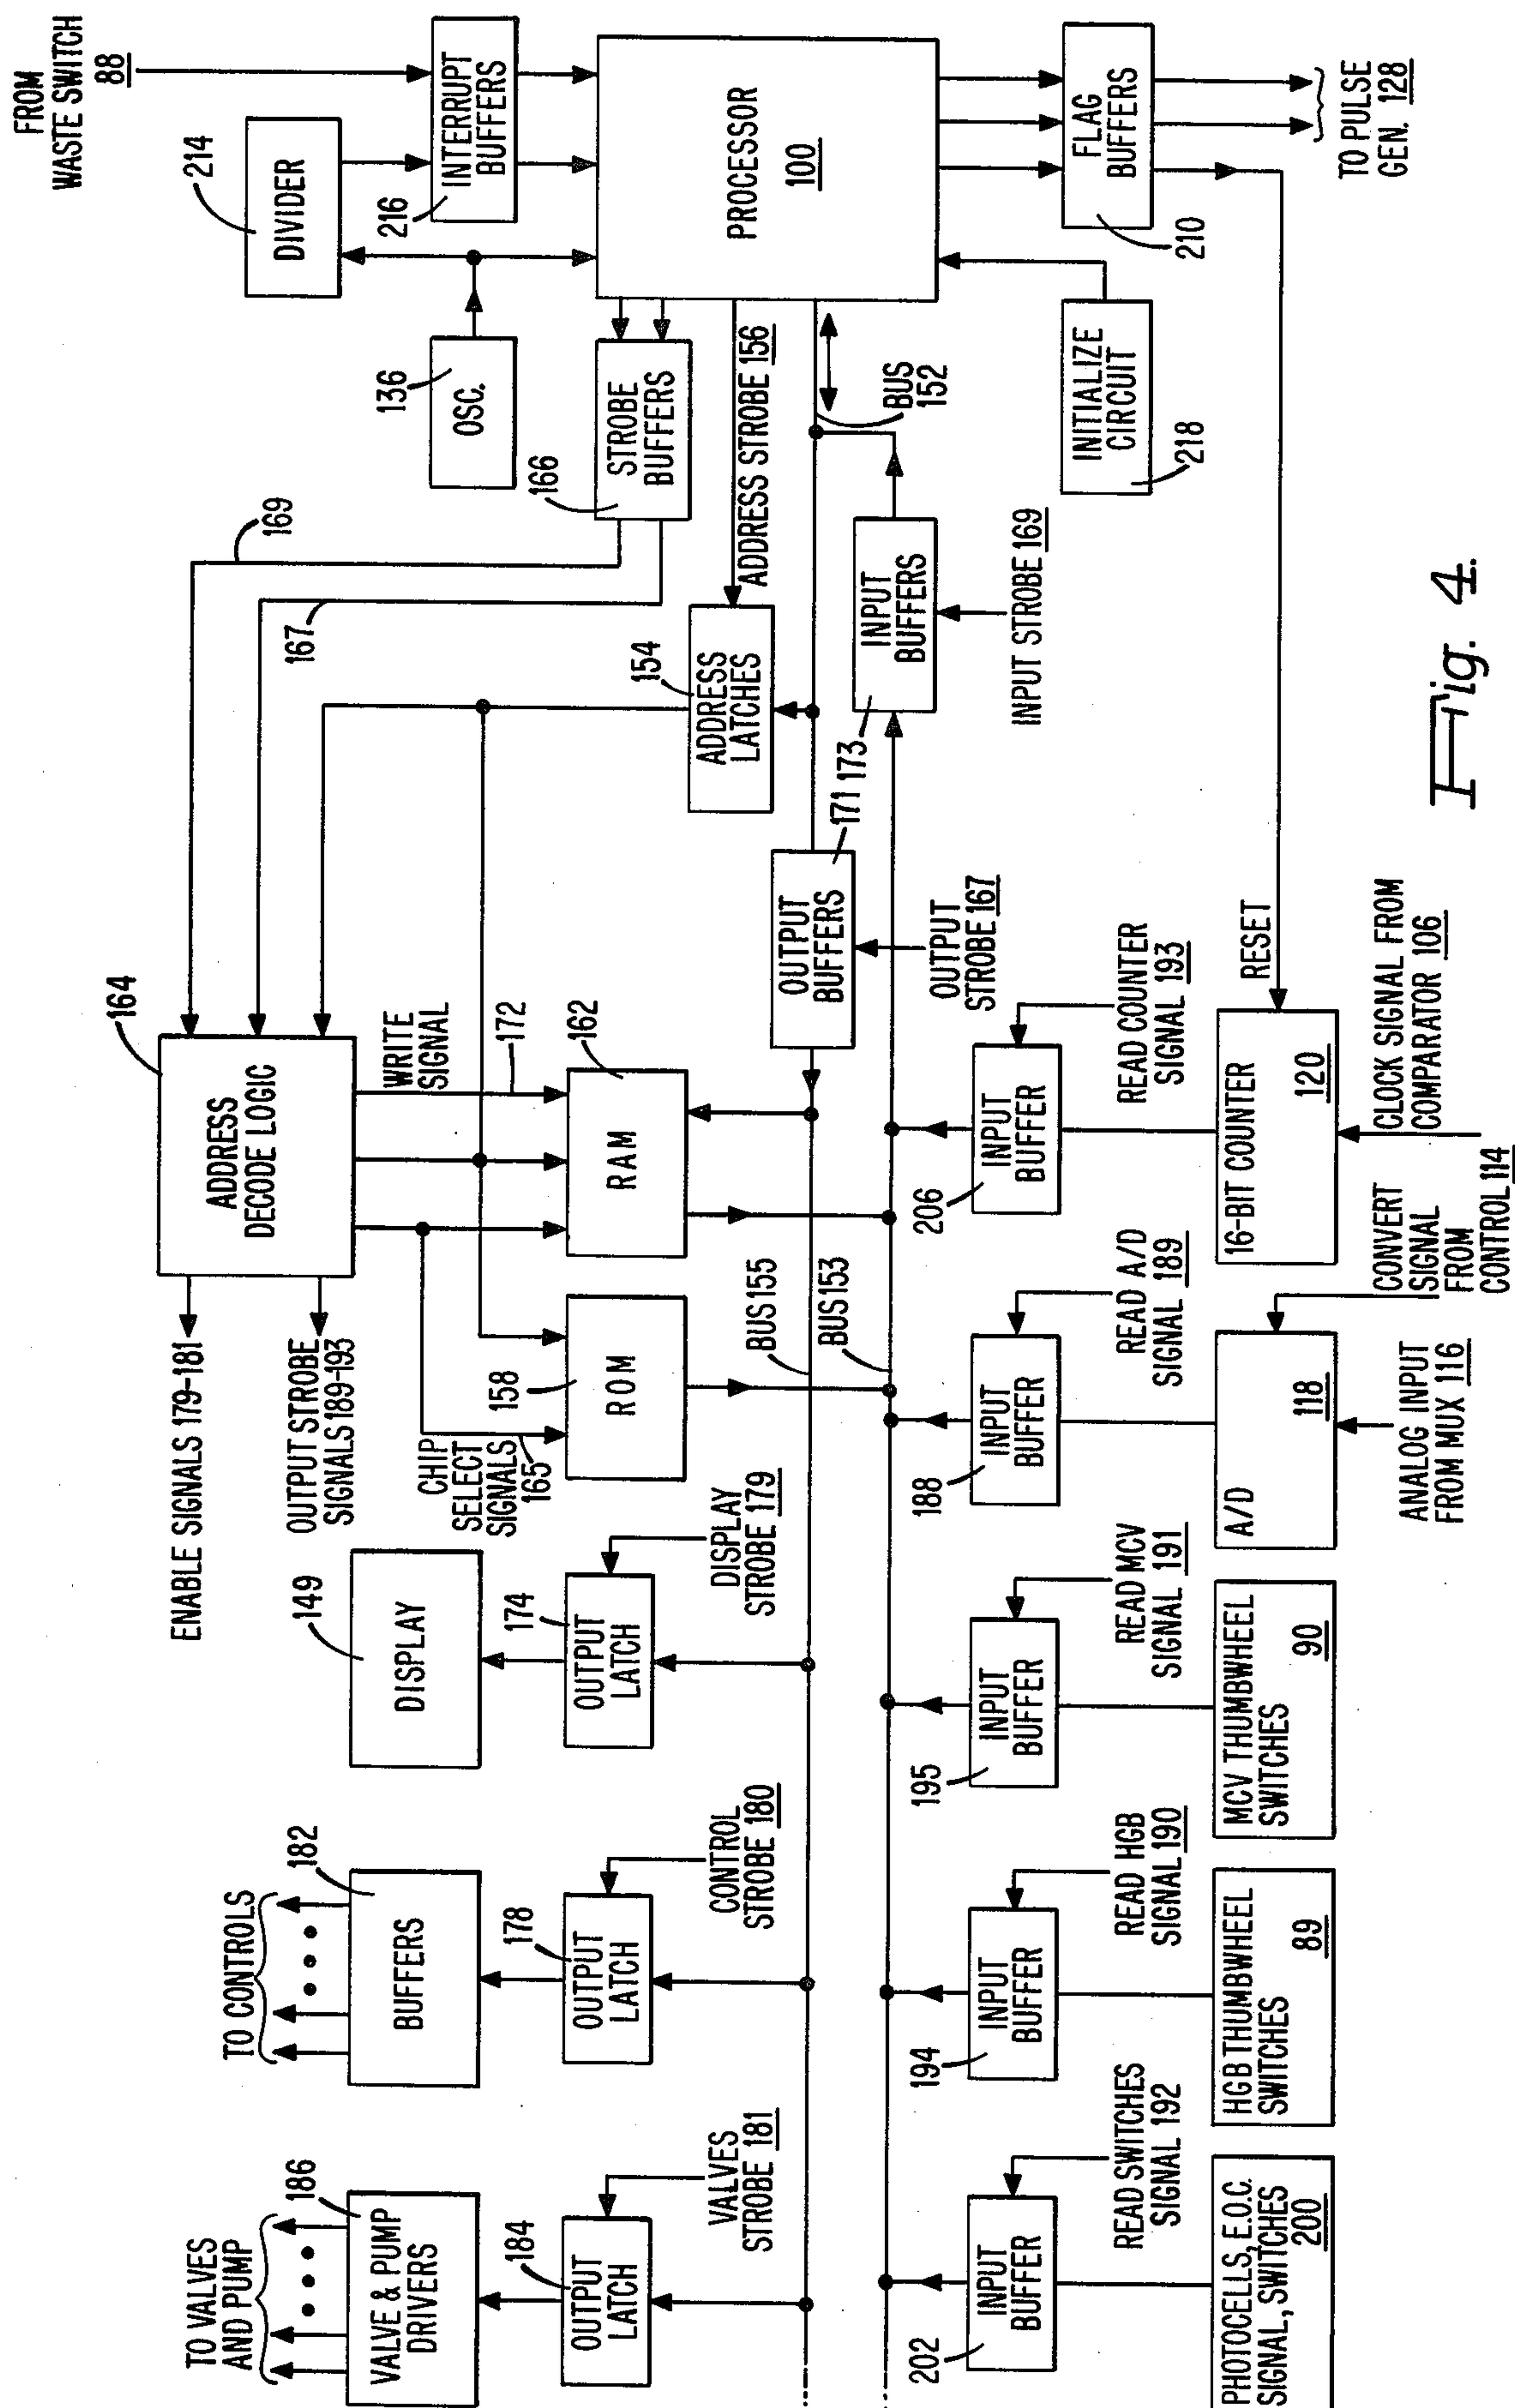 TO VALVES
AND PUMP
186
VALVE & PUMP
DRIVERS
184
OUTPUT
LATCH
VALVES
STROBE 181
TO CONTROLS
182
BUFFERS
178
OUTPUT
LATCH
CONTROL
STROBE 180
149
DISPLAY
174
OUTPUT
LATCH
DISPLAY
STROBE 179
ENABLE SIGNALS 179-181
OUTPUT STROBE
SIGNALS 189-193
164
ADDRESS
DECODE LOGIC
CHIP
SELECT
SIGNALS
165
158
ROM
WRITE
SIGNAL
172
162
RAM
BUS 155
BUS 153
169
167
154
ADDRESS
LATCHES
OUTPUT
BUFFERS
171
OUTPUT
STROBE 167
173
INPUT
BUFFERS
INPUT STROBE 169
ADDRESS STROBE 156
166
STROBE
BUFFERS
136
OSC.
214
DIVIDER
FROM
WASTE SWITCH
88
216
INTERRUPT
BUFFERS
PROCESSOR
100
BUS
152
INITIALIZE
CIRCUIT
218
FLAG
BUFFERS
210
TO PULSE
GEN. 128
202
INPUT
BUFFER
READ SWITCHES
SIGNAL 192
PHOTOCELLS, E.O.C.
SIGNAL, SWITCHES
200
194
INPUT
BUFFER
READ HGB
SIGNAL 190
HGB THUMBWHEEL
SWITCHES
89
195
INPUT
BUFFER
READ MCV
SIGNAL 191
MCV THUMBWHEEL
SWITCHES
90
188
INPUT
BUFFER
READ A/D
SIGNAL 189
A/D
118
ANALOG INPUT
FROM MUX 116
CONVERT
SIGNAL
FROM
CONTROL 114
206
INPUT
BUFFER
READ COUNTER
SIGNAL 193
16-BIT COUNTER
120
RESET
CLOCK SIGNAL FROM
COMPARATOR 106
Fig. 4.